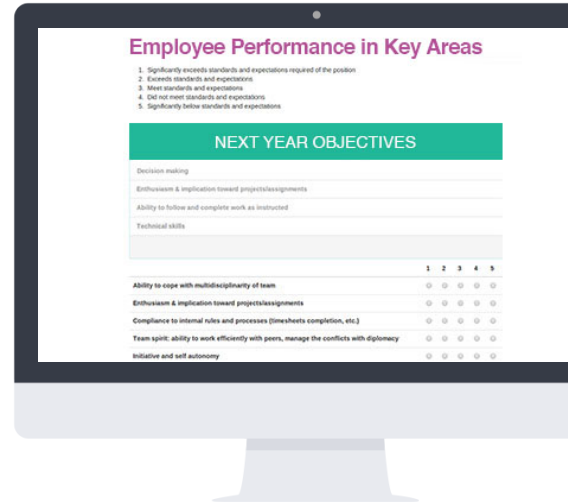 Employee Performance in Key Areas
1. Significantly exceeds standards and expectations required of the position
2. Exceeds standards and expectations
3. Meet standards and expectations
4. Did not meet standards and expectations
5. Significantly below standards and expectations
NEXT YEAR OBJECTIVES
Decision making
Enthusiasm & implication toward projects/assignments
Ability to follow and complete work as instructed
Technical skills
1 2 3 4 5
Ability to cope with multidisciplinarity of team
Enthusiasm & implication toward projects/assignments
Compliance to internal rules and processes (timesheets completion, etc.)
Team spirit: ability to work efficiently with peers, manage the conflicts with diplomacy
Initiative and self autonomy